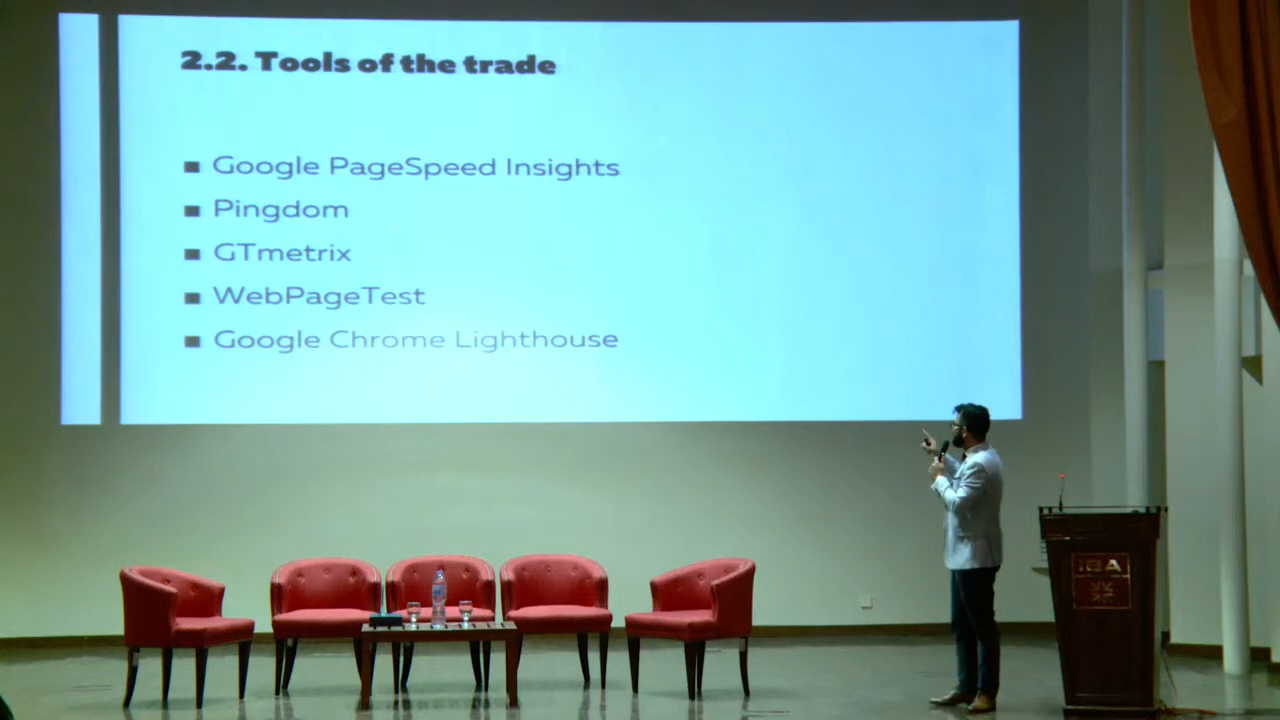 2.2. Tools of the trade
Google PageSpeed Insights
Pingdom
GTmetrix
WebPageTest
Google Chrome Lighthouse
iBA